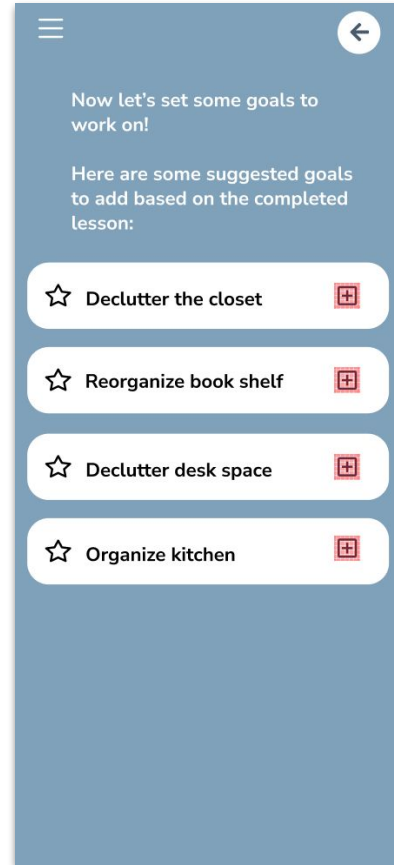 Now let's set some goals to
work on!
Here are some suggested goals
to add based on the completed
lesson:
Declutter the closet
Reorganize book shelf
Declutter desk space
Organize kitchen